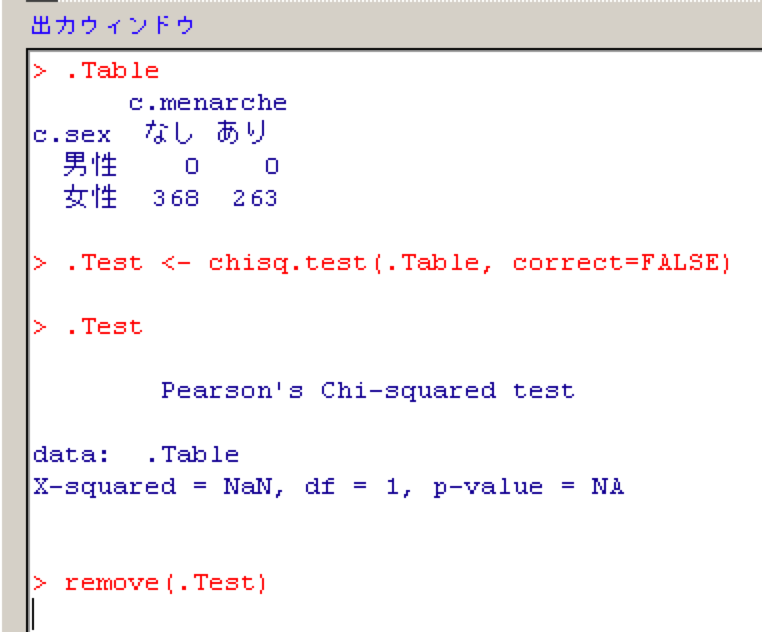 出力ウィンドウ
> .Table
c.menarche
c.sex なし あり
男性 0 0
女性 368 263
> .Test <- chisq.test(.Table, correct=FALSE)
> .Test
Pearson's Chi-squared test
data: .Table
X-squared = NaN, df = 1, p-value = NA
> remove(.Test)